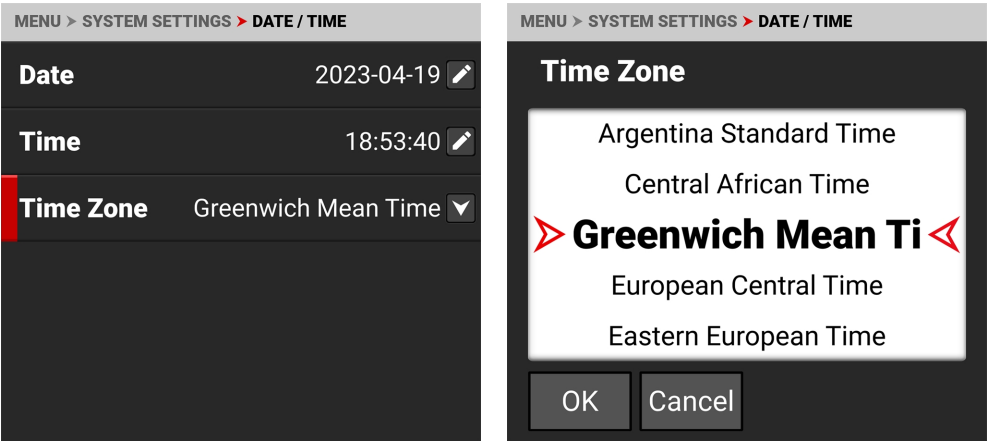 MENU > SYSTEM SETTINGS > DATE / TIME
Date 2023-04-19
Time 18:53:40
Time Zone Greenwich Mean Time
MENU > SYSTEM SETTINGS > DATE / TIME
Time Zone
Argentina Standard Time
Central African Time
Greenwich Mean Ti
European Central Time
Eastern European Time
OK Cancel